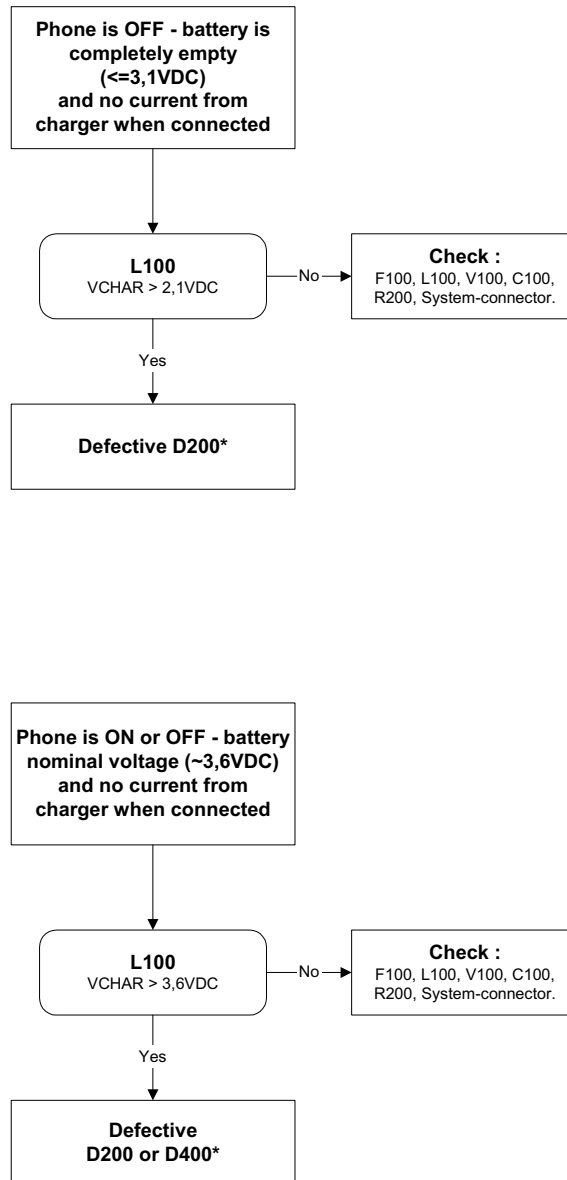 Phone is OFF - battery is
completely empty
(<=3,1VDC)
and no current from
charger when connected
L100
VCHAR > 2,1VDC
No
Check :
F100, L100, V100, C100,
R200, System-connector.
Yes
Defective D200*
Phone is ON or OFF - battery
nominal voltage (~3,6VDC)
and no current from
charger when connected
L100
VCHAR > 3,6VDC
No
Check :
F100, L100, V100, C100,
R200, System-connector.
Yes
Defective
D200 or D400*